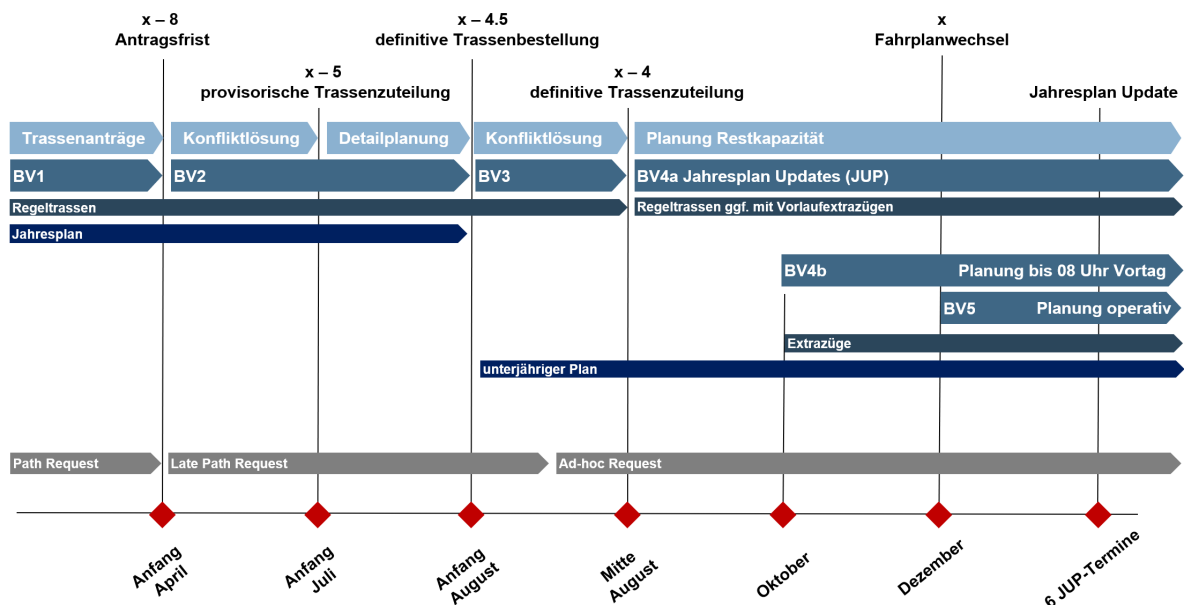 x – 8
Antragsfrist
x – 4.5
definitive Trassenbestellung
x
Fahrplanwechsel
x – 5
provisorische Trassenzuteilung
x – 4
definitive Trassenzuteilung
Jahresplan Update
Trassenanträge
Konfliktlösung
Detailplanung
Konfliktlösung
Planung Restkapazität
BV1
BV2
BV3
BV4a Jahresplan Updates (JUP)
Regeltrassen
Regeltrassen ggf. mit Vorlaufextrazügen
Jahresplan
BV4b
Planung bis 08 Uhr Vortag
BV5
Planung operativ
Extrazüge
unterjähriger Plan
Path Request
Late Path Request
Ad-hoc Request
Anfang
April
Anfang
Juli
Anfang
August
Mitte
August
Oktober
Dezember
6 JUP-Termine